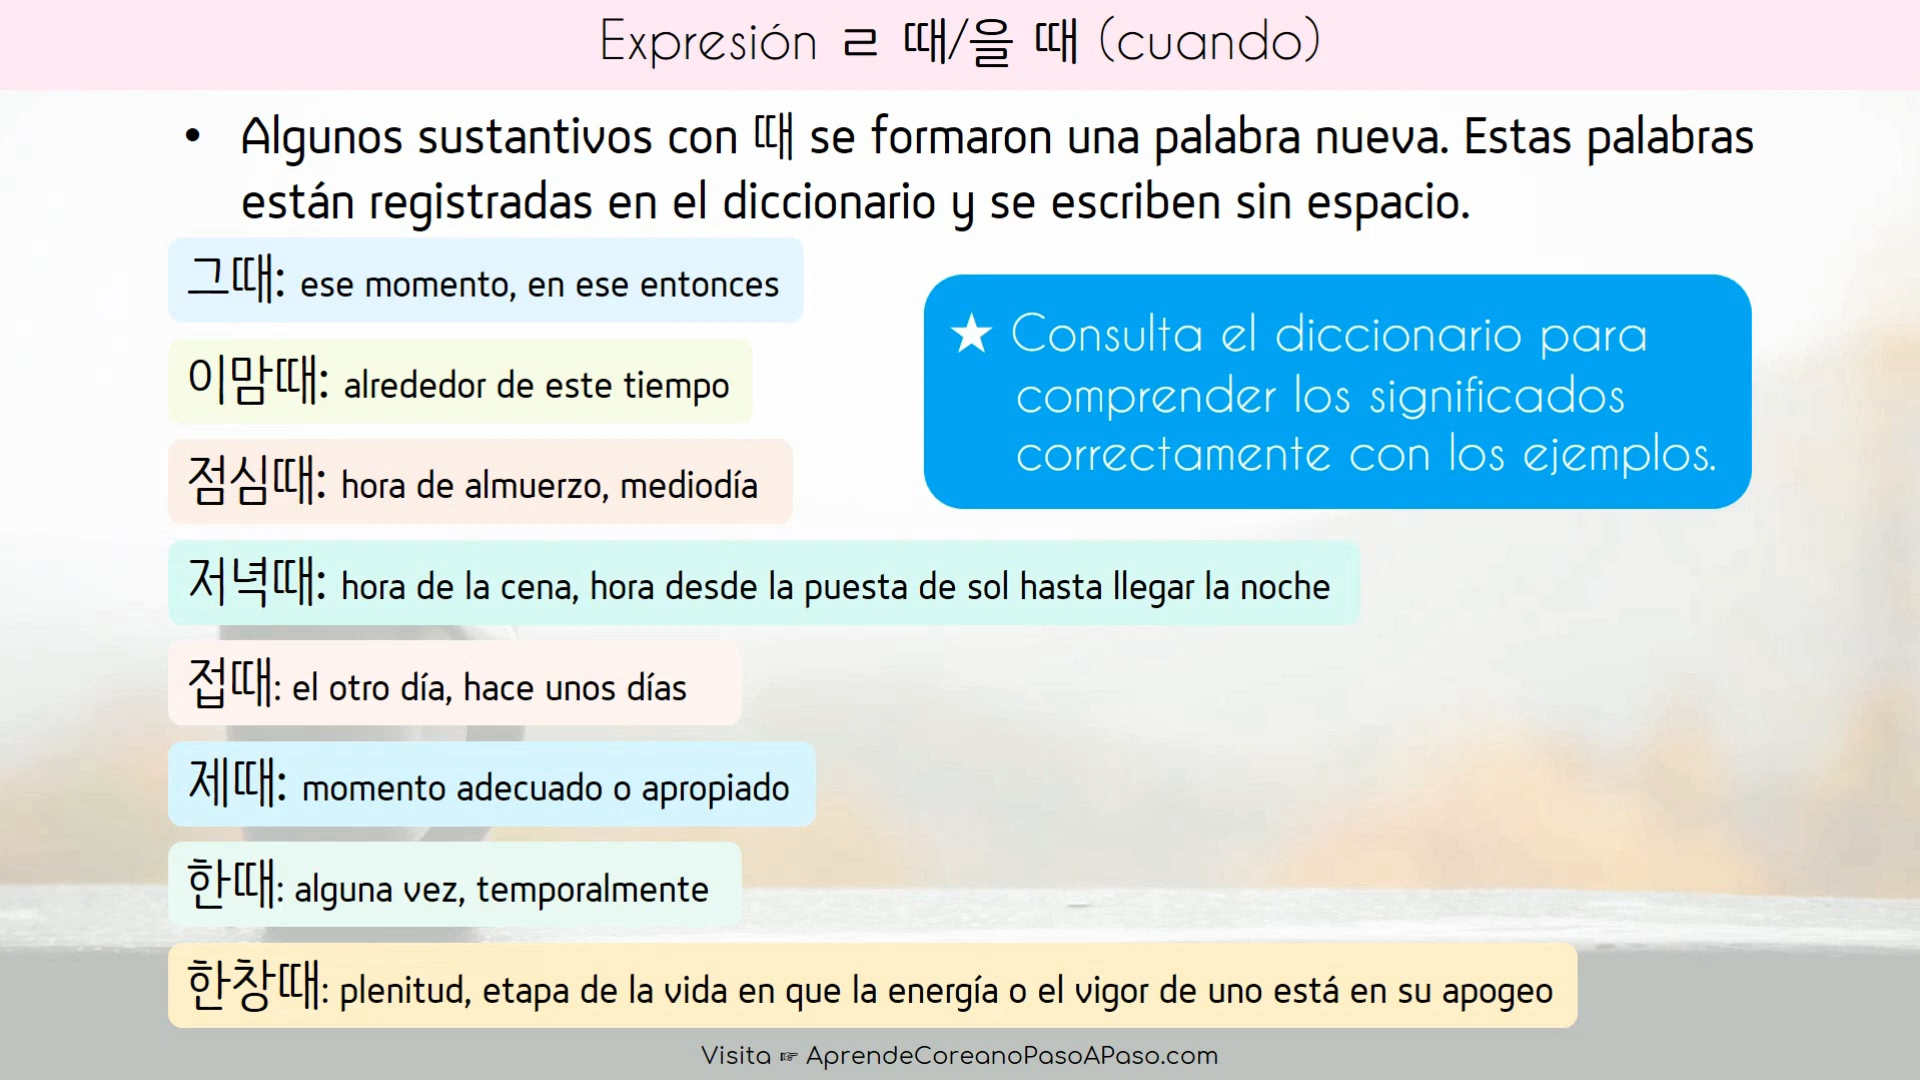 Expresión ㄹ 때/을 때 (cuando)
• Algunos sustantivos con 때 se formaron una palabra nueva. Estas palabras
están registradas en el diccionario y se escriben sin espacio.
그때: ese momento, en ese entonces
이맘때: alrededor de este tiempo
점심때: hora de almuerzo, mediodía
저녁때: hora de la cena, hora desde la puesta de sol hasta llegar la noche
접때: el otro día, hace unos días
제때: momento adecuado o apropiado
한때: alguna vez, temporalmente
한창때: plenitud, etapa de la vida en que la energía o el vigor de uno está en su apogeo
★ Consulta el diccionario para
comprender los significados
correctamente con los ejemplos.
Visita ☞ AprendeCoreanoPasoAPaso.com